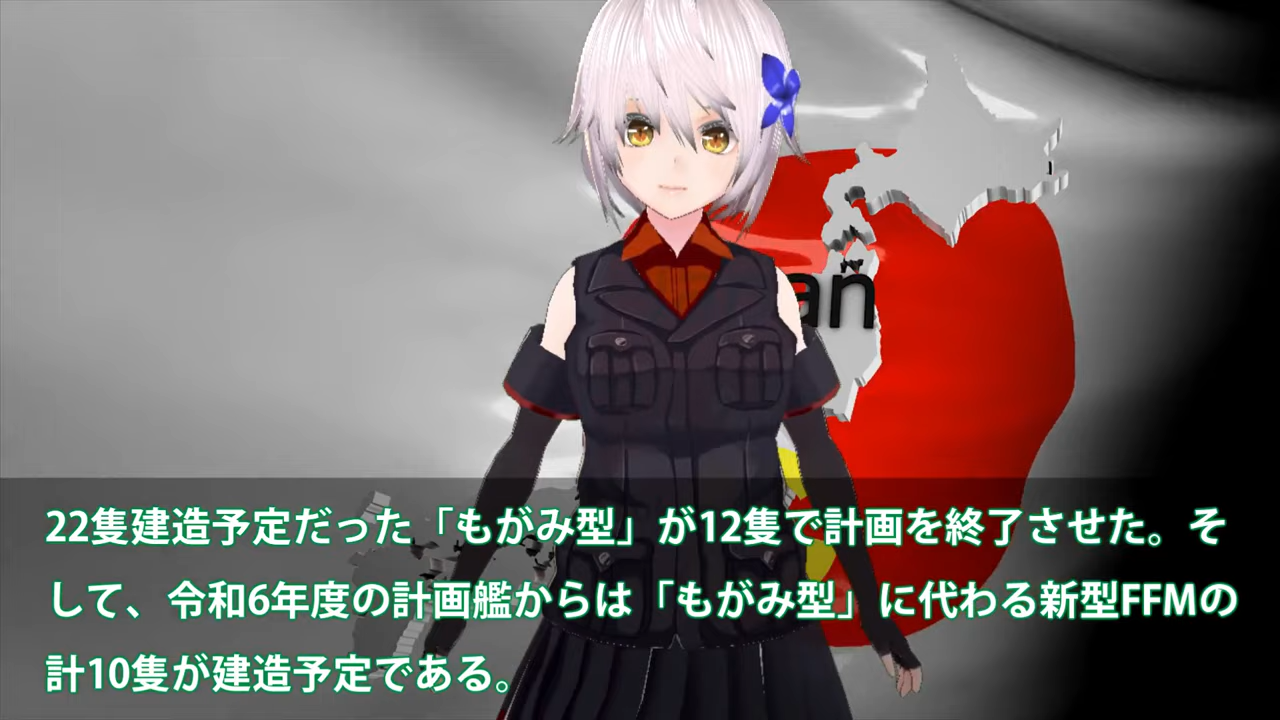 an
22隻建造予定だった「もがみ型」が12隻で計画を終了させた。そ
して、令和6年度の計画艦からは「もがみ型」に代わる新型FFMの
計10隻が建造予定である。